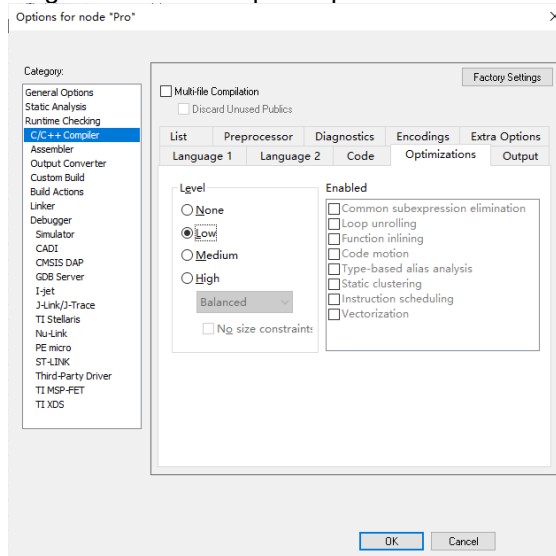 Options for node "Pro"
Category:
General Options
Static Analysis
Runtime Checking
C/C++ Compiler
Assembler
Output Converter
Custom Build
Build Actions
Linker
Debugger
Simulator
CADI
CMSIS DAP
GDB Server
I-jet
J-Link/J-Trace
TI Stellaris
Nu-Link
PE micro
ST-LINK
Third-Party Driver
TI MSP-FET
TI XDS
Factory Settings
Multi-file Compilation
Discard Unused Publics
List Preprocessor Diagnostics Encodings Extra Options
Language 1 Language 2 Code Optimizations Output
Level
None
Low
Medium
High
Balanced
No size constraints
Enabled
Common subexpression elimination
Loop unrolling
Function inlining
Code motion
Type-based alias analysis
Static clustering
Instruction scheduling
Vectorization
OK Cancel